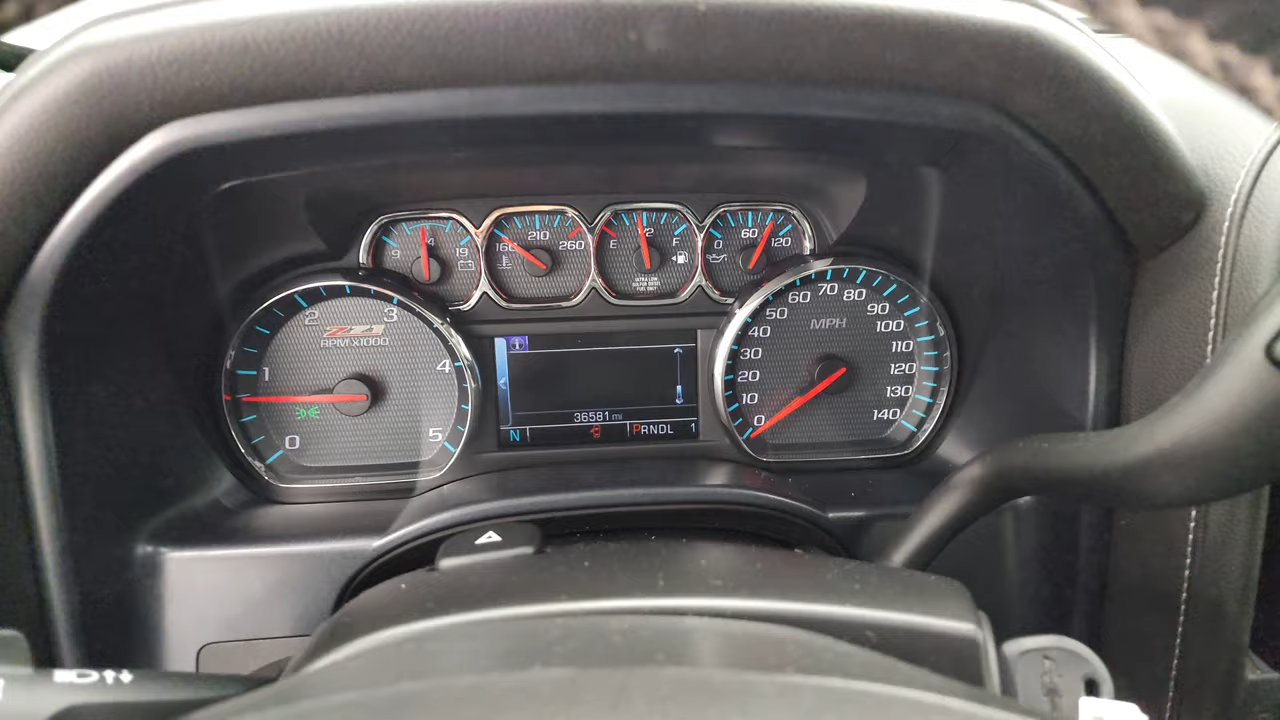 9 14 19
160 210 260
E 1/2 F
ULTRA LOW
SULFUR DIESEL
FUEL ONLY
0 60 120
0 1 2 3 4 5
Z71
RPM X1000
36581 mi
N PRNDL 1
0 10 20 30 40 50 60 70 80 90 100 110 120 130 140
MPH